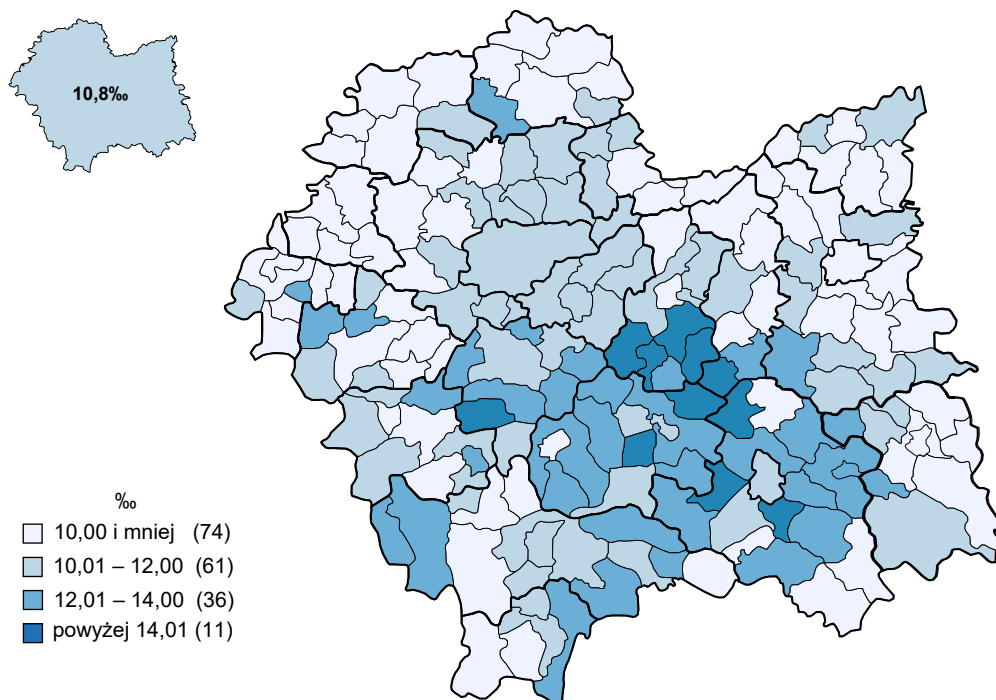 10,8‰
‰
10,00 i mniej (74)
10,01 – 12,00 (61)
12,01 – 14,00 (36)
powyżej 14,01 (11)